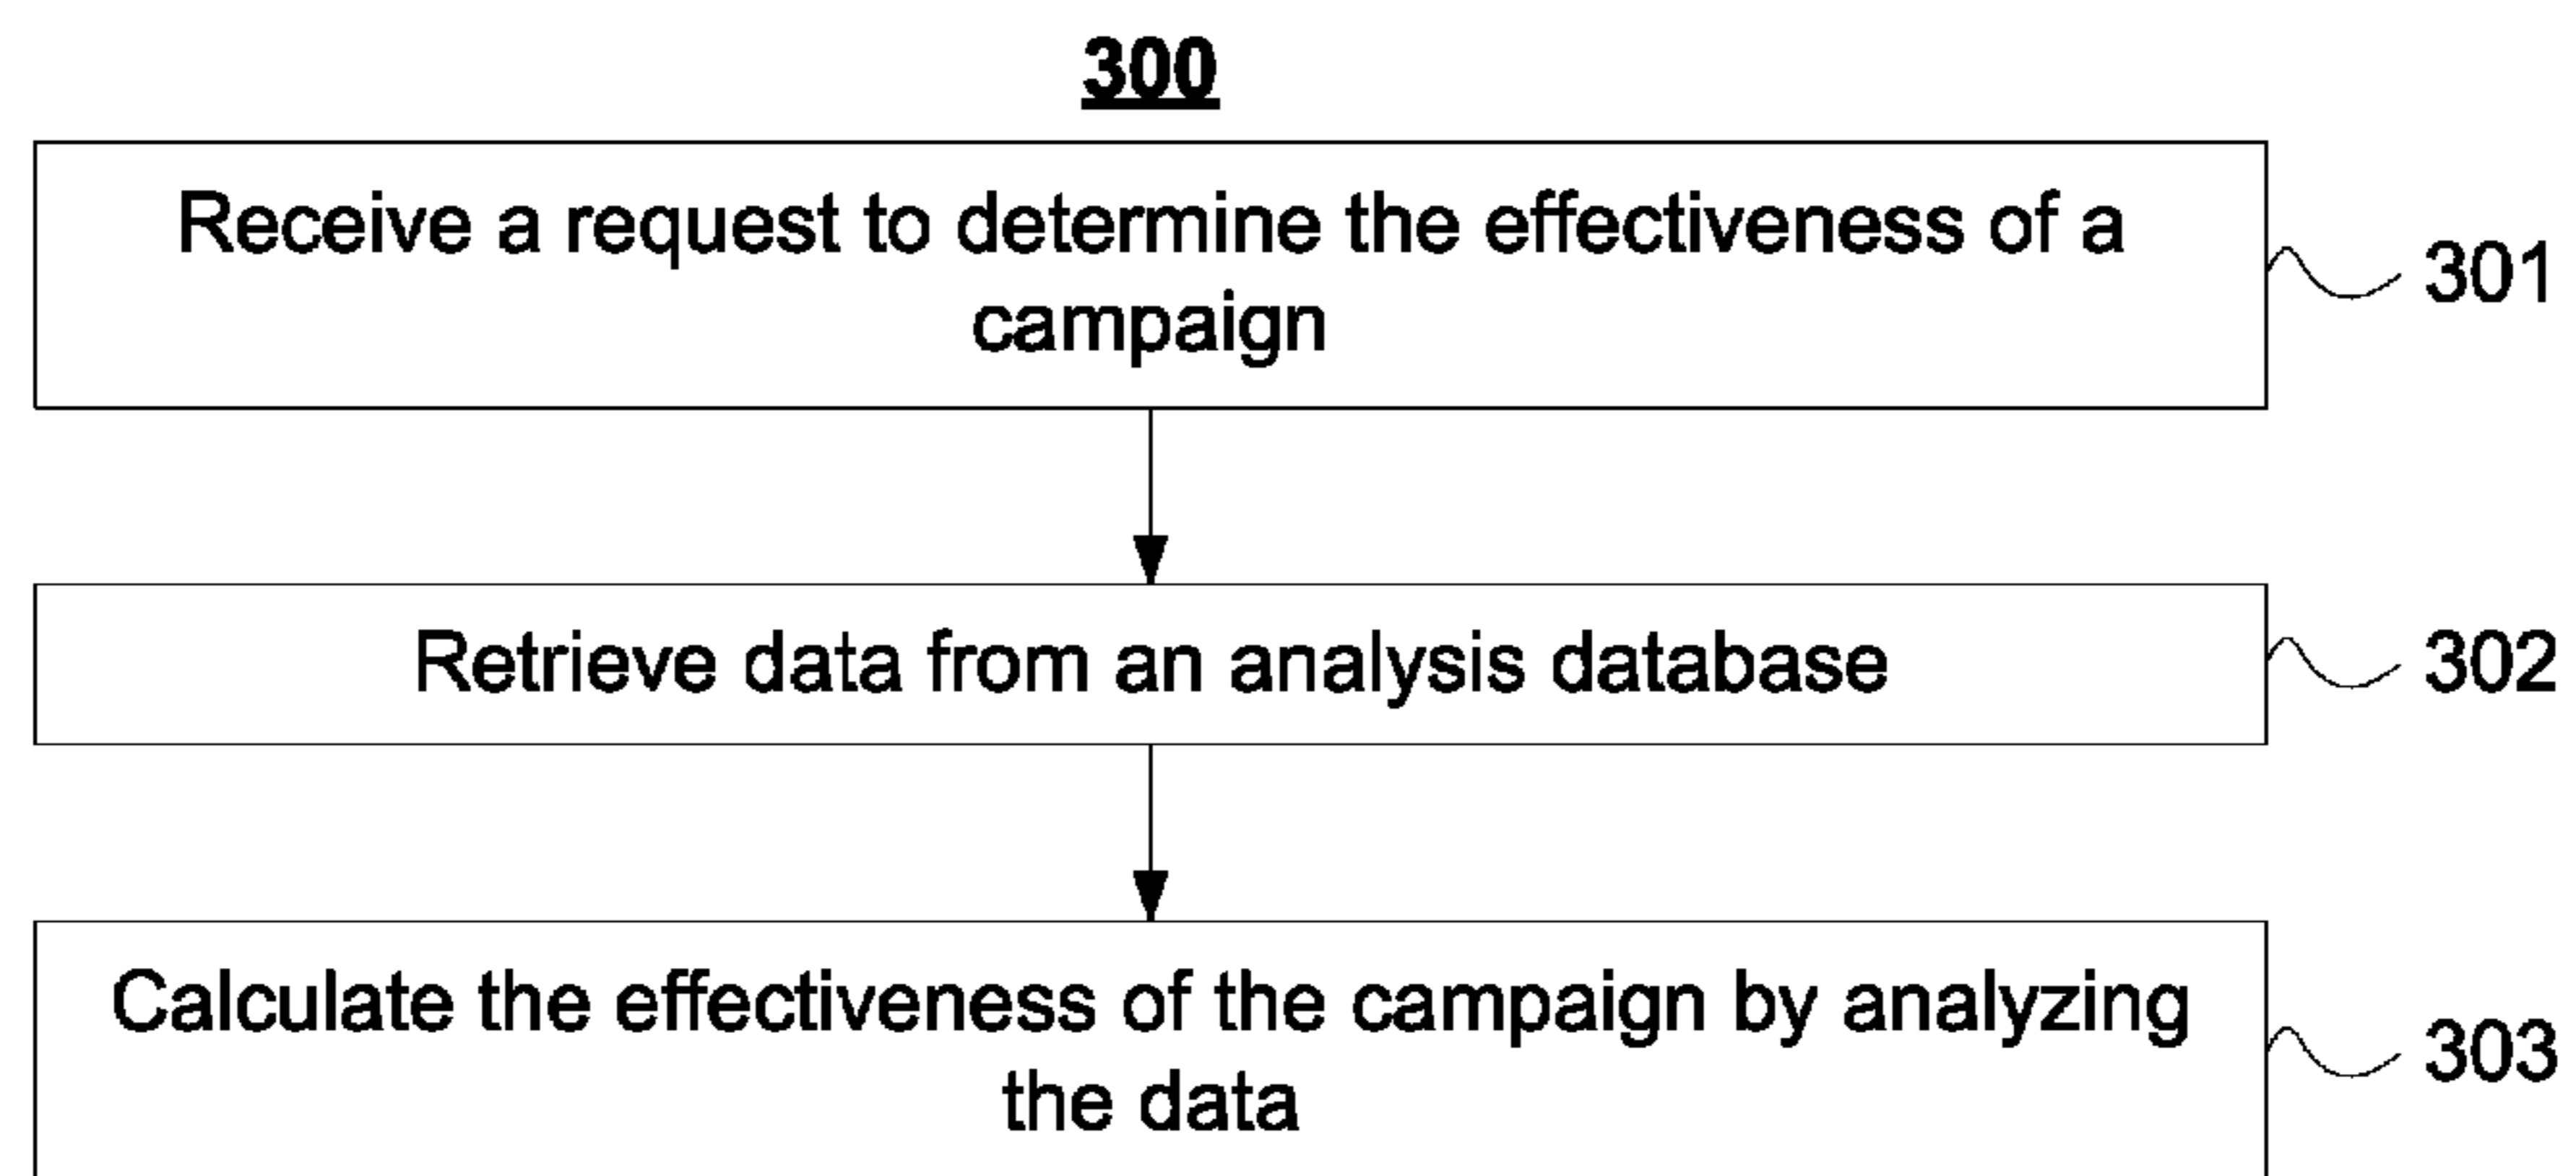 300
Receive a request to determine the effectiveness of a
campaign
301
Retrieve data from an analysis database
302
Calculate the effectiveness of the campaign by analyzing
the data
303